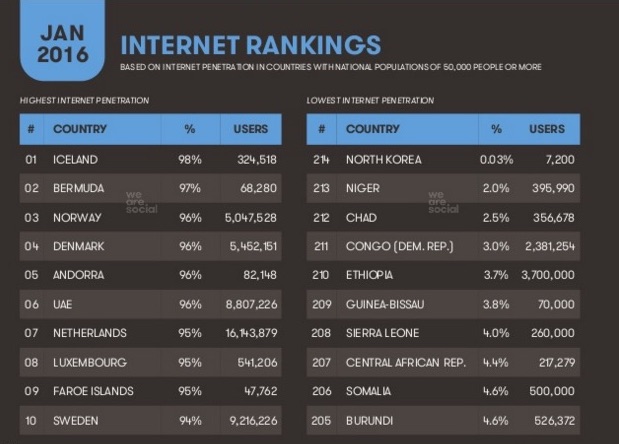 JAN
2016
INTERNET RANKINGS
BASED ON INTERNET PENETRATION IN COUNTRIES WITH NATIONAL POPULATIONS OF 50,000 PEOPLE OR MORE
HIGHEST INTERNET PENETRATION
# COUNTRY % USERS
01 ICELAND 98% 324,518
02 BERMUDA 97% 68,280
03 NORWAY 96% 5,047,528
04 DENMARK 96% 5,452,151
05 ANDORRA 96% 82,148
06 UAE 96% 8,807,226
07 NETHERLANDS 95% 16,143,879
08 LUXEMBOURG 95% 541,206
09 FAROE ISLANDS 95% 47,762
10 SWEDEN 94% 9,216,226
we
are
social
LOWEST INTERNET PENETRATION
# COUNTRY % USERS
214 NORTH KOREA 0.03% 7,200
213 NIGER 2.0% 395,990
212 CHAD 2.5% 356,678
211 CONGO (DEM. REP.) 3.0% 2,381,254
210 ETHIOPIA 3.7% 3,700,000
209 GUINEA-BISSAU 3.8% 70,000
208 SIERRA LEONE 4.0% 260,000
207 CENTRAL AFRICAN REP. 4.4% 217,279
206 SOMALIA 4.6% 500,000
205 BURUNDI 4.6% 526,372
we
are
social